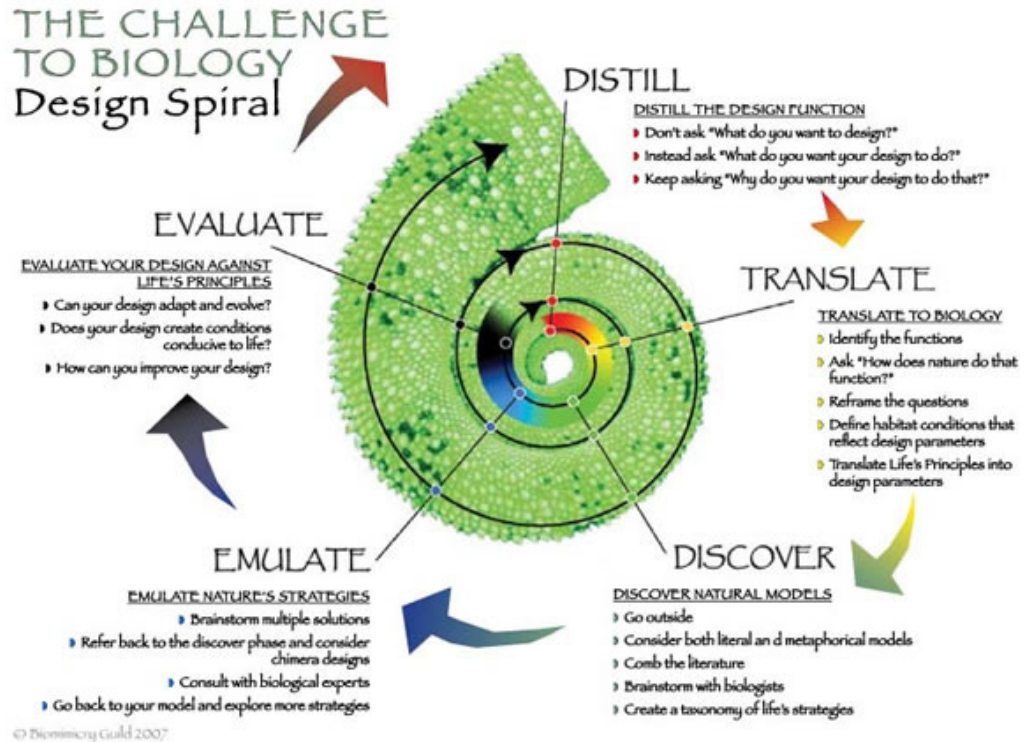 THE CHALLENGE
TO BIOLOGY
Design Spiral
DISTILL
DISTILL THE DESIGN FUNCTION
Don't ask "What do you want to design?"
Instead ask "What do you want your design to do?"
Keep asking "Why do you want your design to do that?"
TRANSLATE
TRANSLATE TO BIOLOGY
Identify the functions
Ask "How does nature do that
function?"
Reframe the questions
Define habitat conditions that
reflect design parameters
Translate Life's Principles into
design parameters
DISCOVER
DISCOVER NATURAL MODELS
Go outside
Consider both literal an d metaphorical models
Comb the literature
Brainstorm with biologists
Create a taxonomy of life's strategies
EMULATE
EMULATE NATURE'S STRATEGIES
Brainstorm multiple solutions
Refer back to the discover phase and consider
chimera designs
Consult with biological experts
Go back to your model and explore more strategies
EVALUATE
EVALUATE YOUR DESIGN AGAINST
LIFE'S PRINCIPLES
Can your design adapt and evolve?
Does your design create conditions
conducive to life?
How can you improve your design?
© Biomimicry Guild 2007